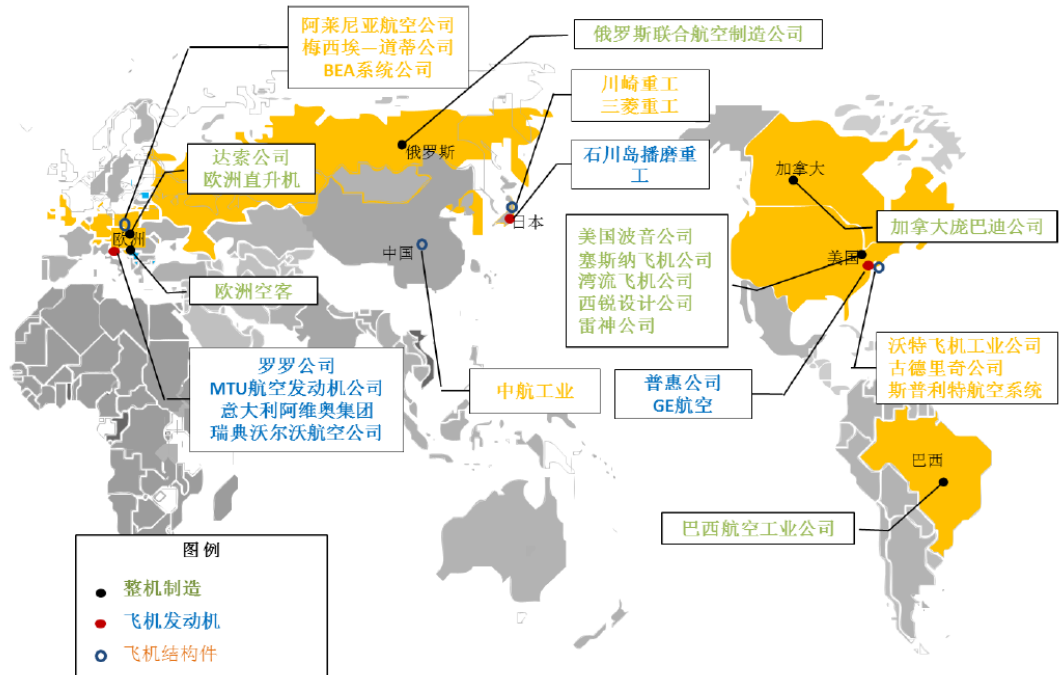 阿莱尼亚航空公司
梅西埃—道蒂公司
BEA系统公司
俄罗斯联合航空制造公司
川崎重工
三菱重工
俄罗斯
达索公司
欧洲直升机
石川岛播磨重
工
加拿大
日本
欧洲
中国
美国波音公司
塞斯纳飞机公司
湾流飞机公司
西锐设计公司
雷神公司
美国
加拿大庞巴迪公司
欧洲空客
罗罗公司
MTU航空发动机公司
意大利阿维奥集团
瑞典沃尔沃航空公司
中航工业
普惠公司
GE航空
沃特飞机工业公司
古德里奇公司
斯普利特航空系统
巴西
巴西航空工业公司
图例
整机制造
飞机发动机
飞机结构件